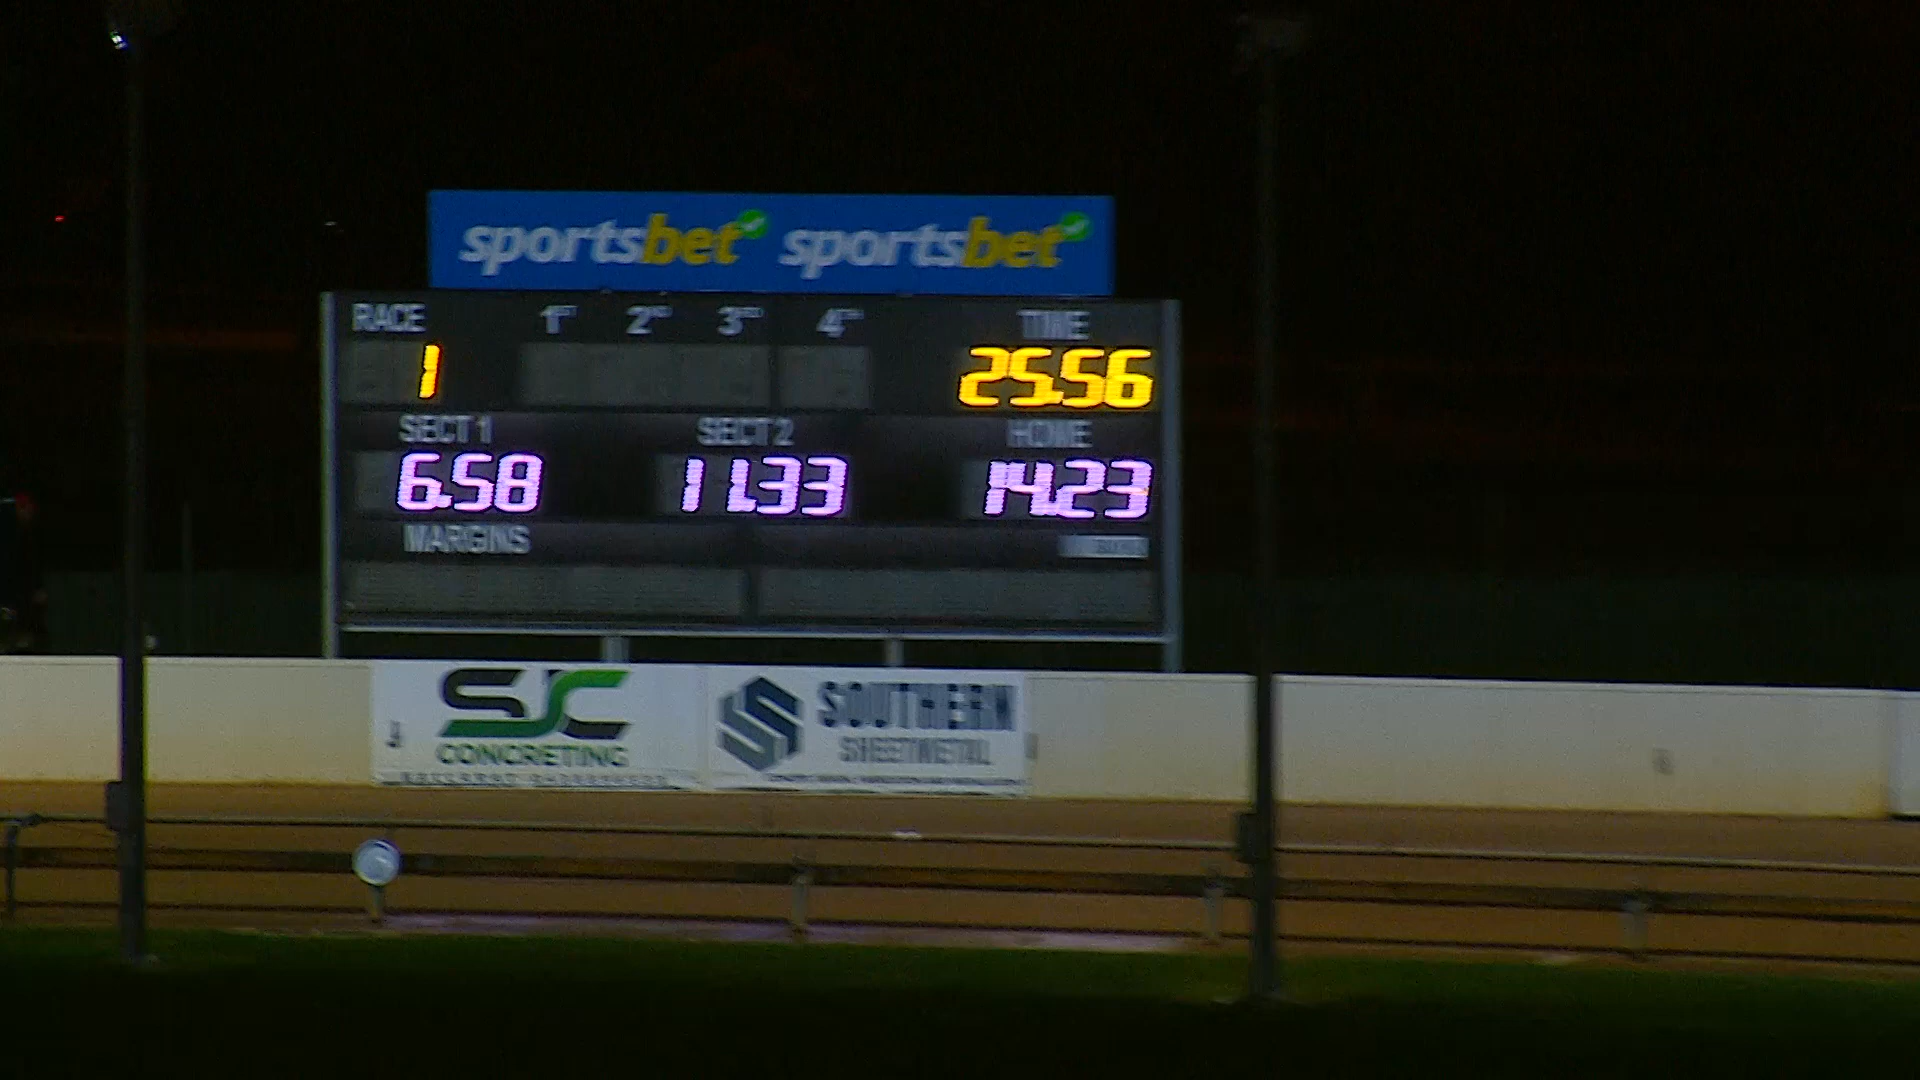 sportsbet sportsbet
RACE 1ST 2ND 3RD 4TH TIME
1 25.56
SECT 1 SECT 2 HOME
6.58 11.33 14.23
MARGINS
SJC
CONCRETING
SOUTHERN
SHEETMETAL